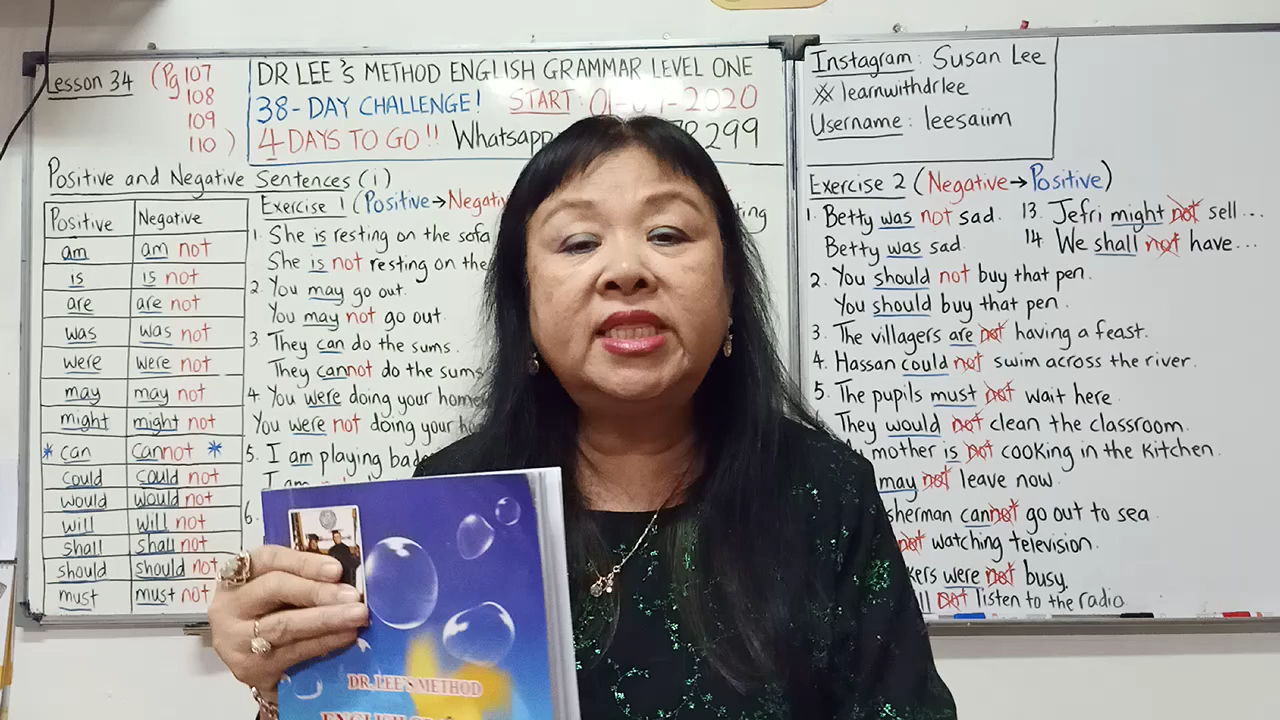 Lesson 34 (Pg 107
108
109
110)
DR LEE'S METHOD ENGLISH GRAMMAR LEVEL ONE
38-DAY CHALLENGE! START: 2020
4 DAYS TO GO!! Whatsapp 299
Positive and Negative Sentences (1)
Positive Negative
am am not
is is not
are are not
was was not
were were not
may may not
might might not
* can cannot *
could could not
would would not
will will not
shall shall not
should should not
must must not
Exercise 1 (Positive→Negative
1. She is resting on the sofa
She is not resting on the
2. You may go out.
You may not go out.
3 They can do the sums.
They cannot do the sums
4. You were doing your
You were not doing your
5. I am playing
6.
Instagram: Susan Lee
learnwithdrlee
Username: leesaiim
Exercise 2 (Negative→Positive)
1. Betty was not sad.
Betty was sad.
2. You should not buy that pen.
You should buy that pen.
3. The villagers are not having a feast.
4. Hassan could not swim across the river.
5. The pupils must not wait here.
They would not clean the classroom.
mother is not cooking in the kitchen.
may not leave now.
cannot go out to sea.
not watching television.
were not busy.
not listen to the radio
13. Jefri might not sell...
14. We shall not have...
DR. LEE'S METHOD
ENGLISH